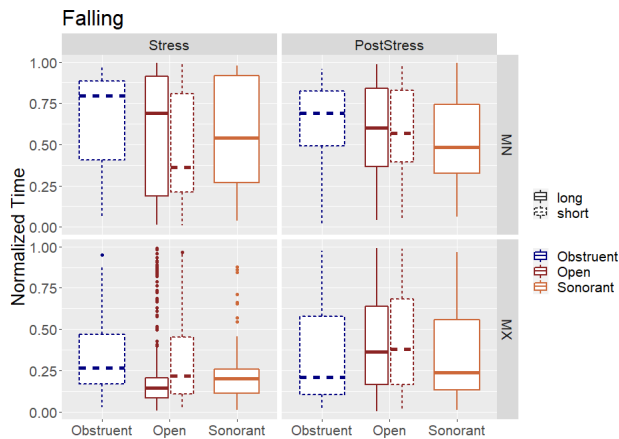 Falling
Stress PostStress
1.00
0.75
0.50
0.25
0.00
MN
1.00
0.75
0.50
0.25
0.00
MX
Normalized Time
Obstruent Open Sonorant Obstruent Open Sonorant
long
short
Obstruent
Open
Sonorant